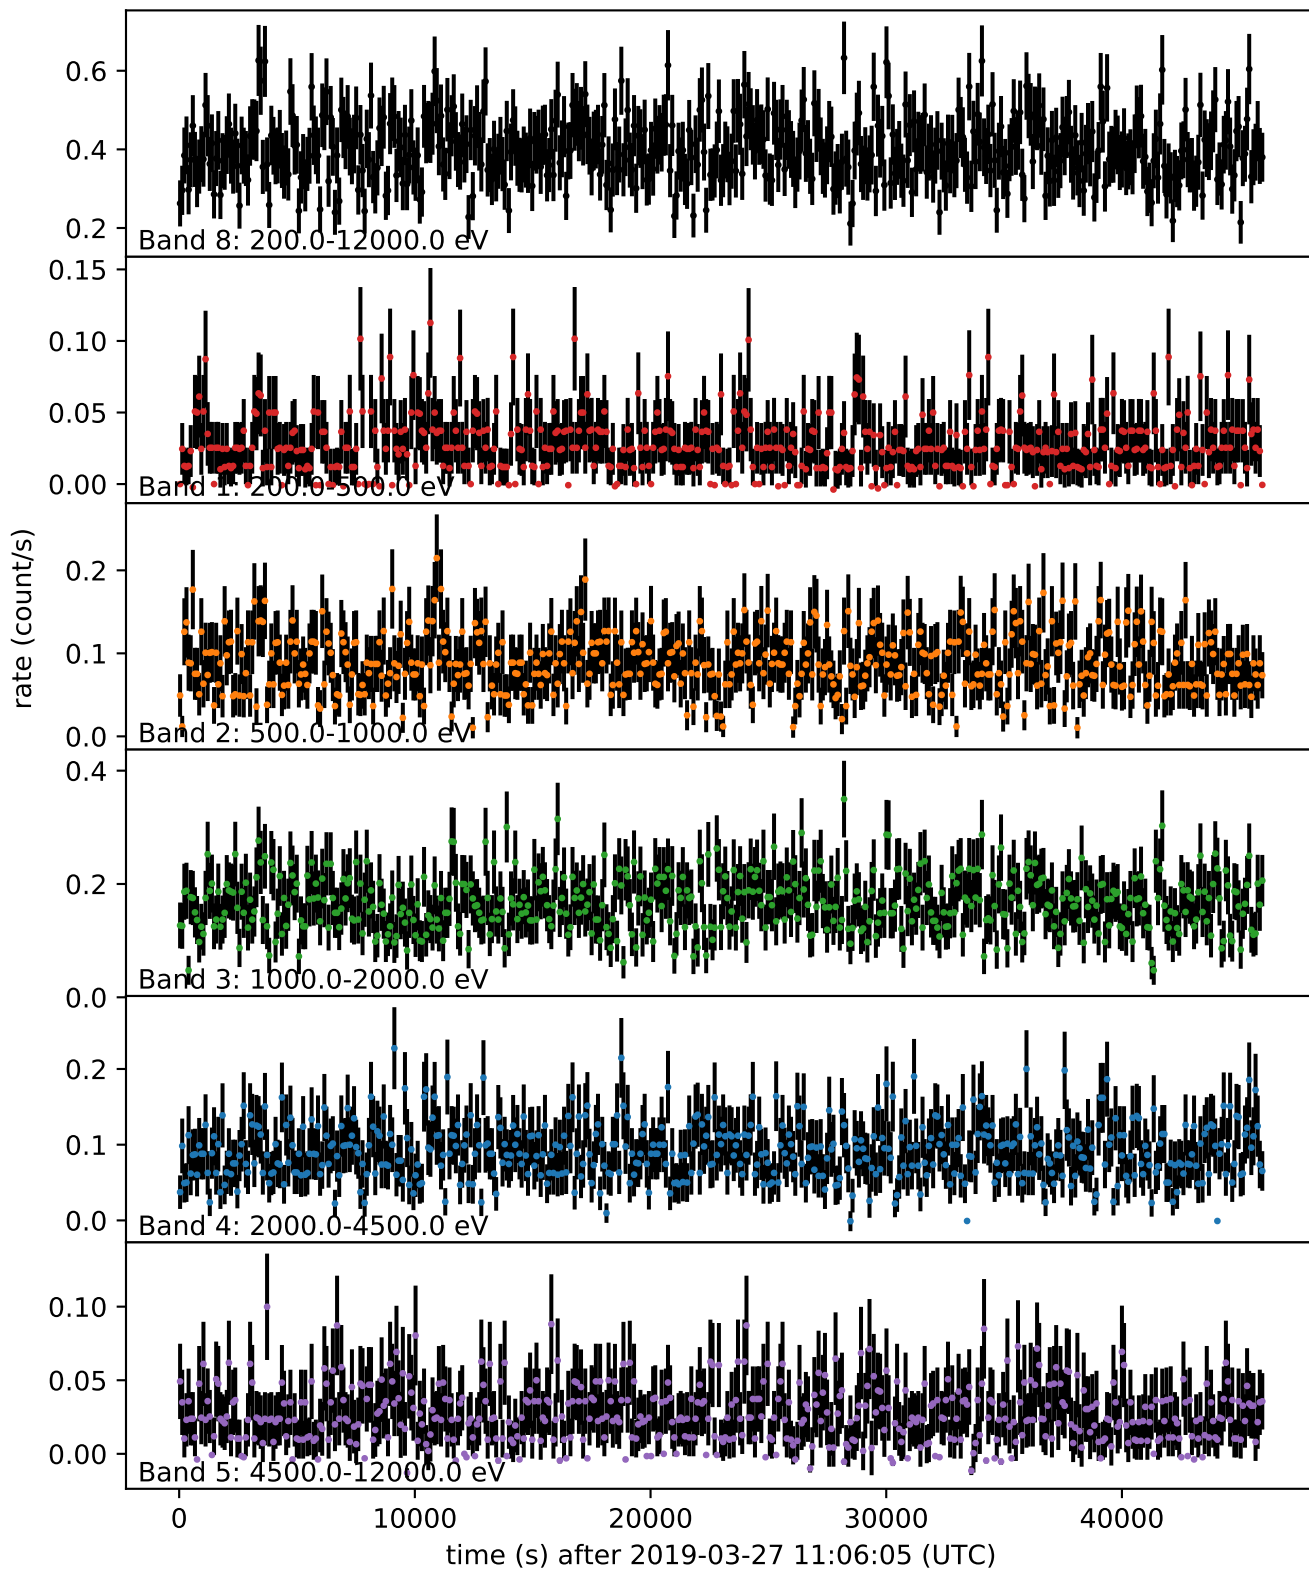 0.6
0.4
0.2
Band 8: 200.0-12000.0 eV
0.15
0.10
0.05
0.00
Band 1: 200.0-500.0 eV
rate (count/s)
0.2
0.1
0.0
Band 2: 500.0-1000.0 eV
0.4
0.2
0.0
Band 3: 1000.0-2000.0 eV
0.2
0.1
0.0
Band 4: 2000.0-4500.0 eV
0.10
0.05
0.00
Band 5: 4500.0-12000.0 eV
0 10000 20000 30000 40000
time (s) after 2019-03-27 11:06:05 (UTC)